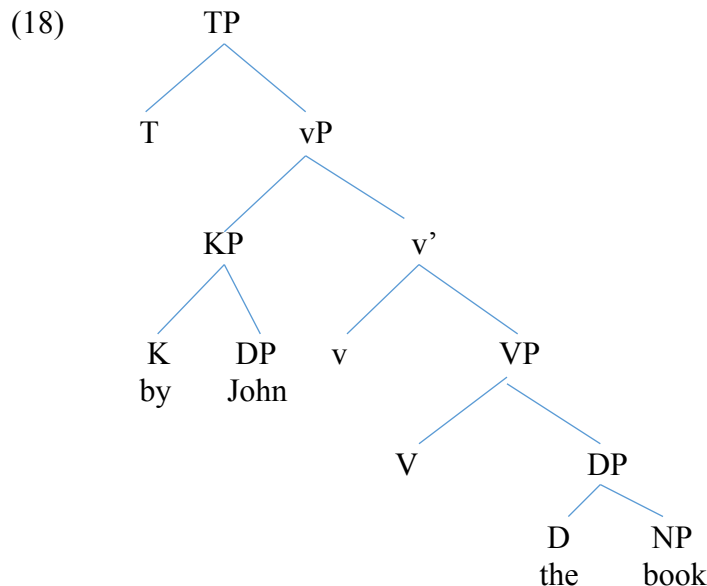 (18) TP
T vP
KP v’
K DP v VP
by John
V DP
D NP
the book